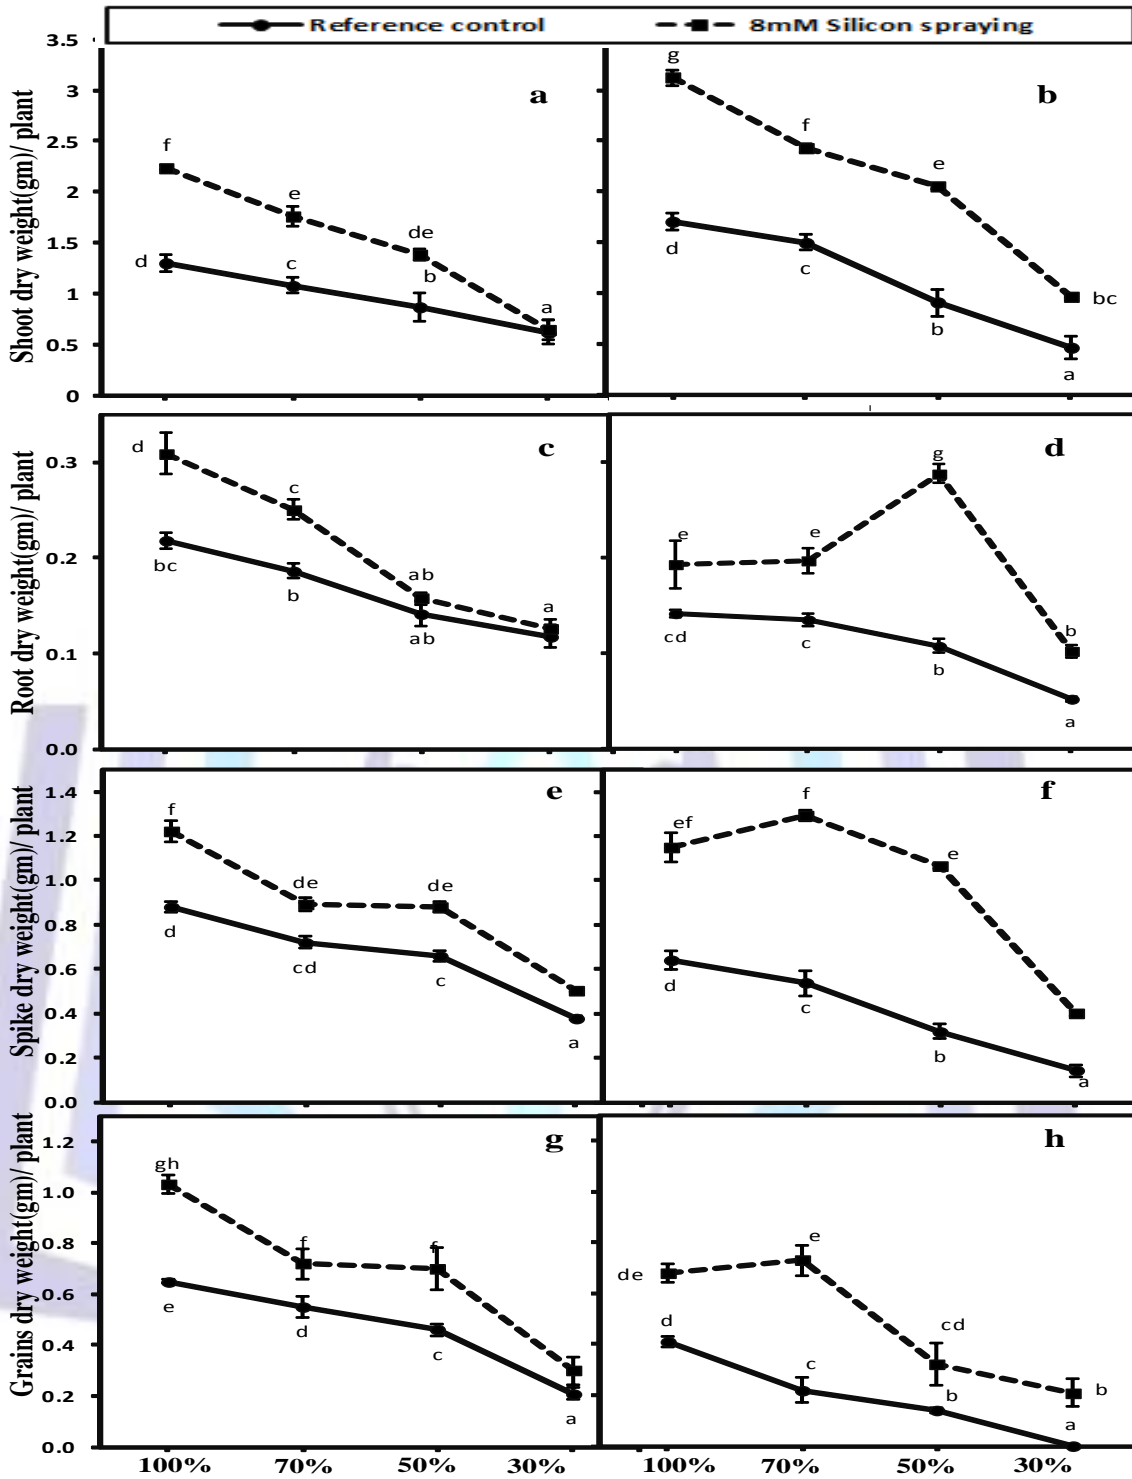 Reference control 8mM Silicon spraying
3.5
3
2.5
2
1.5
1
0.5
0
Shoot dry weight(gm)/ plant
a
f
e
de
a
d
c
b
b
g
f
e
bc
d
c
b
a
0.3
0.2
0.1
0.0
Root dry weight(gm)/ plant
c
d
c
ab
a
bc
b
ab
d
e
e
g
b
cd
c
b
a
1.4
1.2
1.0
0.8
0.6
0.4
0.2
0.0
Spike dry weight(gm)/ plant
e
f
de
de
d
cd
c
a
f
ef
f
e
d
c
b
a
1.2
1.0
0.8
0.6
0.4
0.2
0.0
Grains dry weight(gm)/ plant
g
gh
f
f
e
d
c
a
h
de
e
cd
b
d
c
b
a
100% 70% 50% 30% 100% 70% 50% 30%